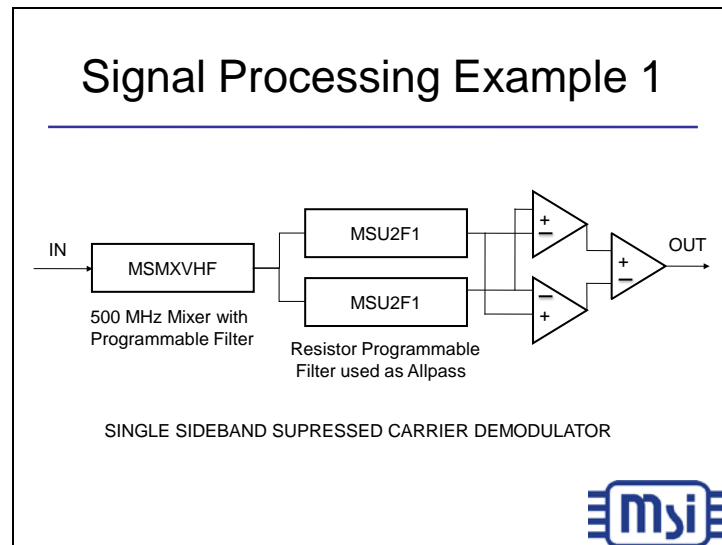 Signal Processing Example 1
IN
MSMXVHF
500 MHz Mixer with
Programmable Filter
MSU2F1
MSU2F1
Resistor Programmable
Filter used as Allpass
+
−
−
+
+
−
OUT
SINGLE SIDEBAND SUPRESSED CARRIER DEMODULATOR
msi